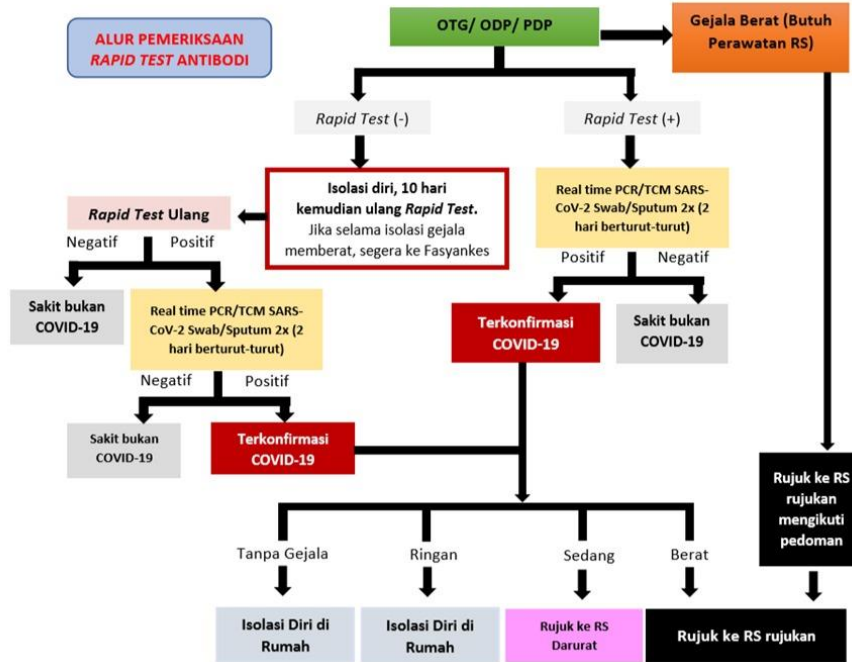 ALUR PEMERIKSAAN
RAPID TEST ANTIBODI
OTG/ ODP/ PDP
Gejala Berat (Butuh
Perawatan RS)
Rapid Test (-)
Rapid Test (+)
Isolasi diri, 10 hari
kemudian ulang Rapid Test.
Jika selama isolasi gejala
memberat, segera ke Fasyankes
Real time PCR/TCM SARS-
CoV-2 Swab/Sputum 2x (2
hari berturut-turut)
Rapid Test Ulang
Negatif
Positif
Positif
Negatif
Sakit bukan
COVID-19
Real time PCR/TCM SARS-
CoV-2 Swab/Sputum 2x (2
hari berturut-turut)
Terkonfirmasi
COVID-19
Sakit bukan
COVID-19
Negatif
Positif
Sakit bukan
COVID-19
Terkonfirmasi
COVID-19
Rujuk ke RS
rujukan
mengikuti
pedoman
Tanpa Gejala
Ringan
Sedang
Berat
Isolasi Diri di
Rumah
Isolasi Diri di
Rumah
Rujuk ke RS
Darurat
Rujuk ke RS rujukan